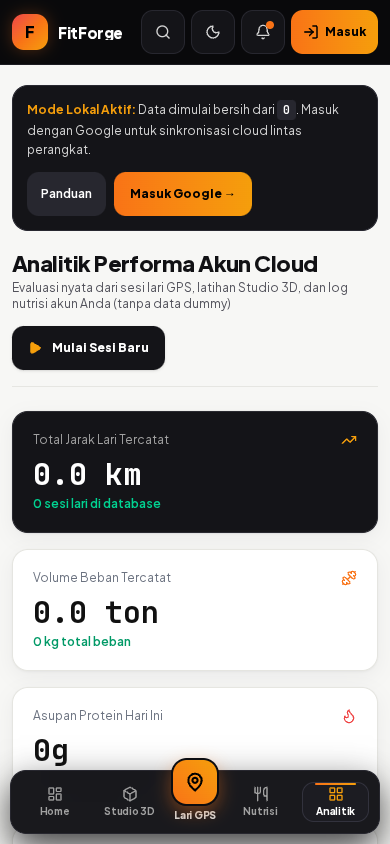 F FitForge Masuk
Mode Lokal Aktif: Data dimulai bersih dari 0. Masuk
dengan Google untuk sinkronisasi cloud lintas
perangkat.
Panduan Masuk Google →
Analitik Performa Akun Cloud
Evaluasi nyata dari sesi lari GPS, latihan Studio 3D, dan log
nutrisi akun Anda (tanpa data dummy)
Mulai Sesi Baru
Total Jarak Lari Tercatat
0.0 km
0 sesi lari di database
Volume Beban Tercatat
0.0 ton
0 kg total beban
Asupan Protein Hari Ini
0g
Home Studio 3D Lari GPS Nutrisi Analitik